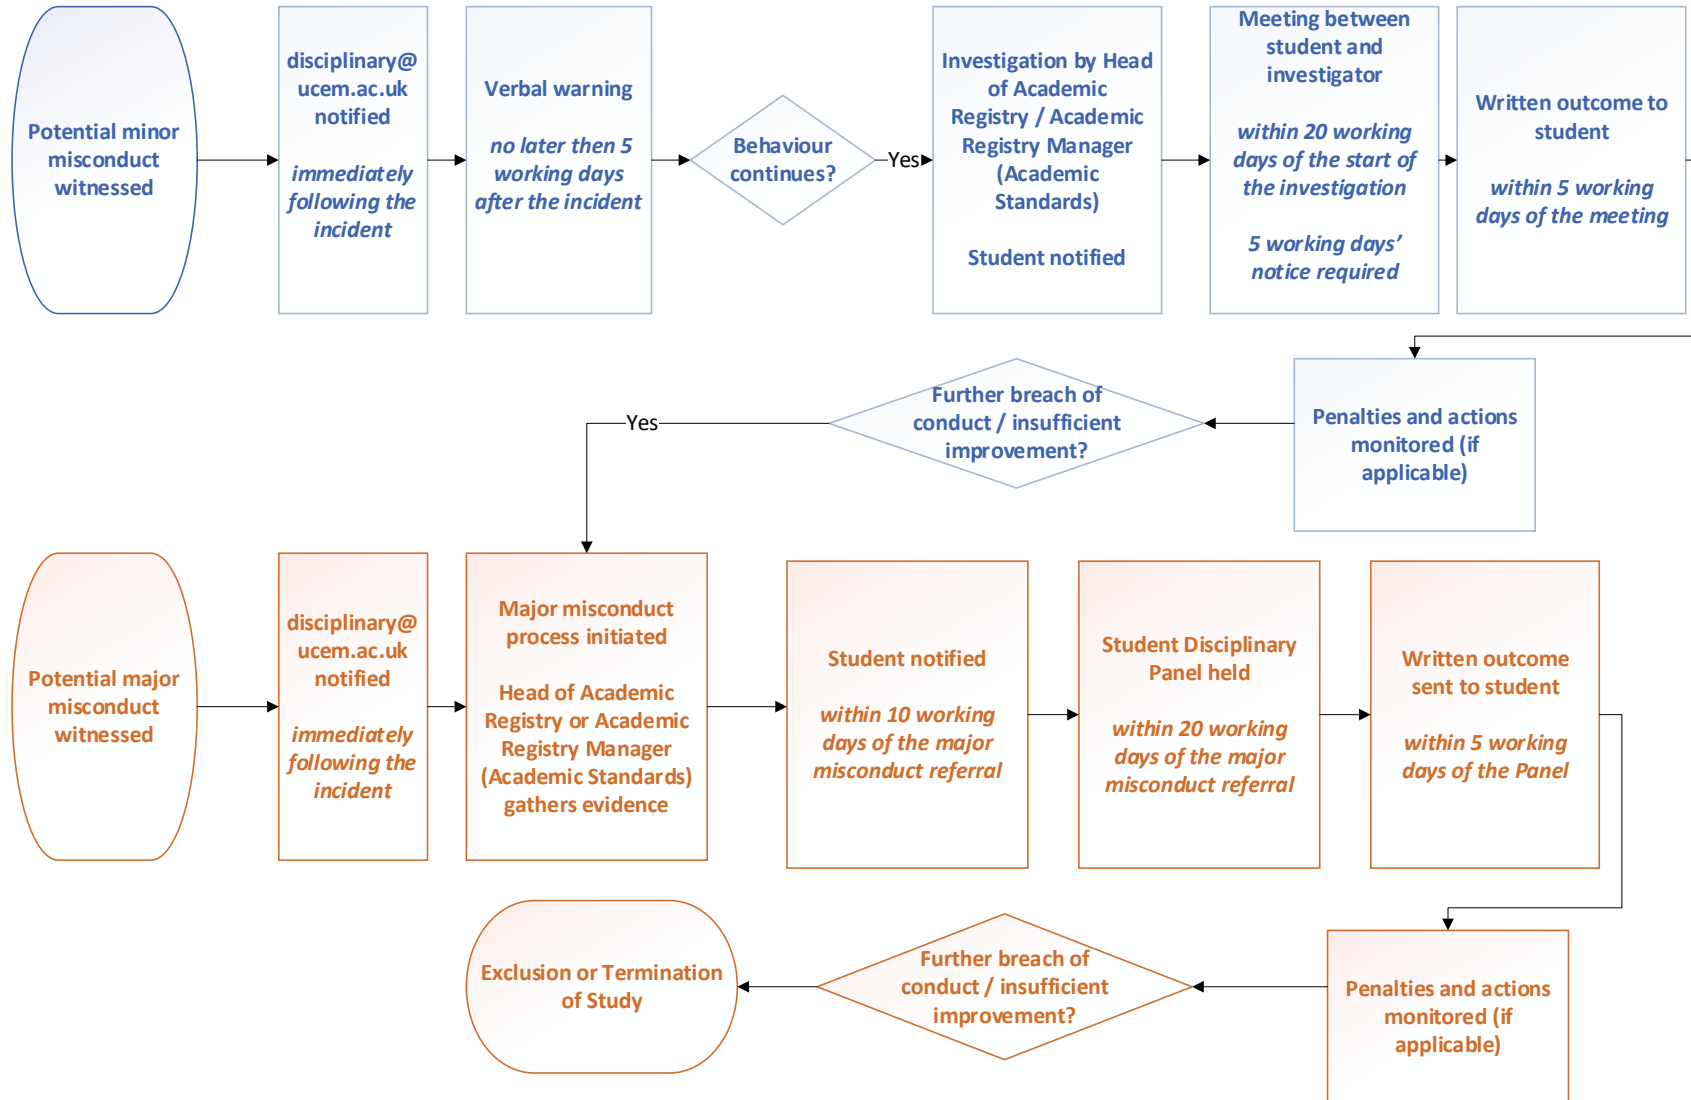 Potential minor
misconduct
witnessed
disciplinary@
ucem.ac.uk
notified
immediately
following the
incident
Verbal warning
no later then 5
working days
after the incident
Behaviour
continues?
Yes
Investigation by Head
of Academic
Registry / Academic
Registry Manager
(Academic
Standards)
Student notified
Meeting between
student and
investigator
within 20 working
days of the start of
the investigation
5 working days’
notice required
Written outcome to
student
within 5 working
days of the meeting
Penalties and actions
monitored (if
applicable)
Further breach of
conduct / insufficient
improvement?
Yes
Potential major
misconduct
witnessed
disciplinary@
ucem.ac.uk
notified
immediately
following the
incident
Major misconduct
process initiated
Head of Academic
Registry or Academic
Registry Manager
(Academic Standards)
gathers evidence
Student notified
within 10 working
days of the major
misconduct referral
Student Disciplinary
Panel held
within 20 working
days of the major
misconduct referral
Written outcome
sent to student
within 5 working
days of the Panel
Penalties and actions
monitored (if
applicable)
Further breach of
conduct / insufficient
improvement?
Exclusion or Termination
of Study